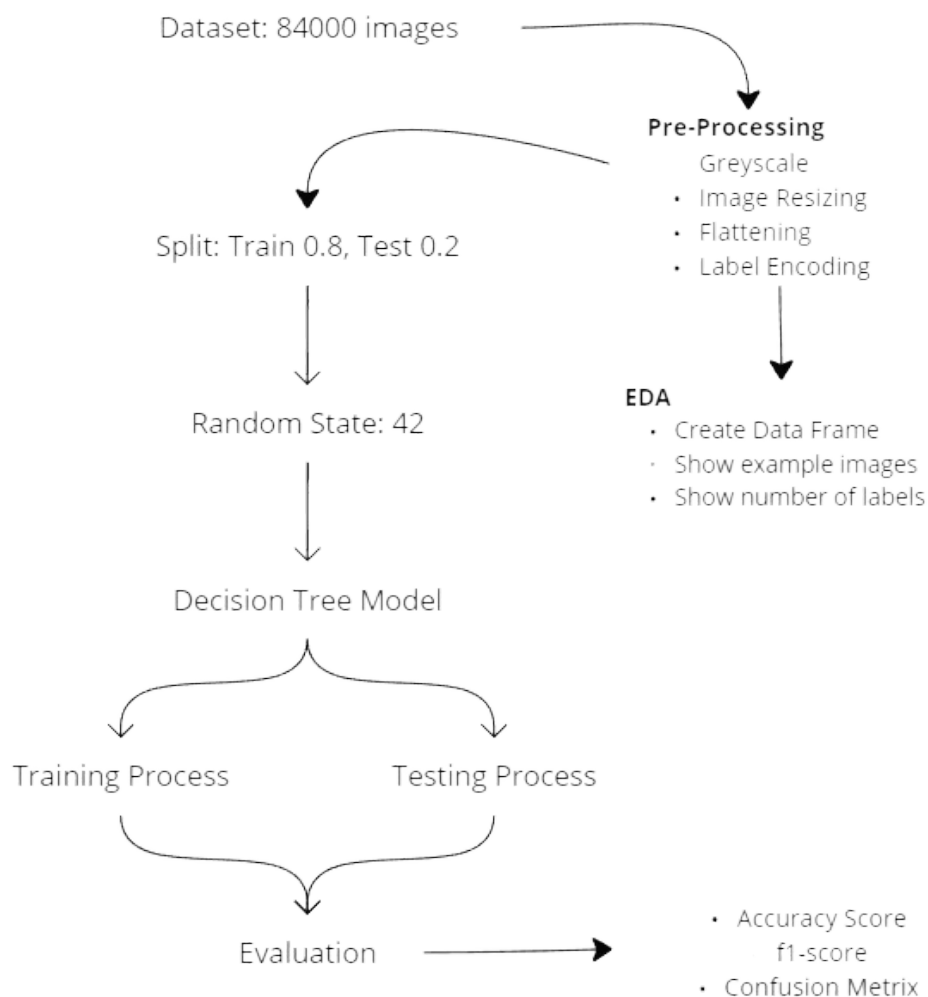 Dataset: 84000 images
Pre-Processing
Greyscale
• Image Resizing
• Flattening
• Label Encoding
Split: Train 0.8, Test 0.2
EDA
• Create Data Frame
• Show example images
• Show number of labels
Random State: 42
Decision Tree Model
Training Process
Testing Process
Evaluation
• Accuracy Score
f1-score
• Confusion Metrix